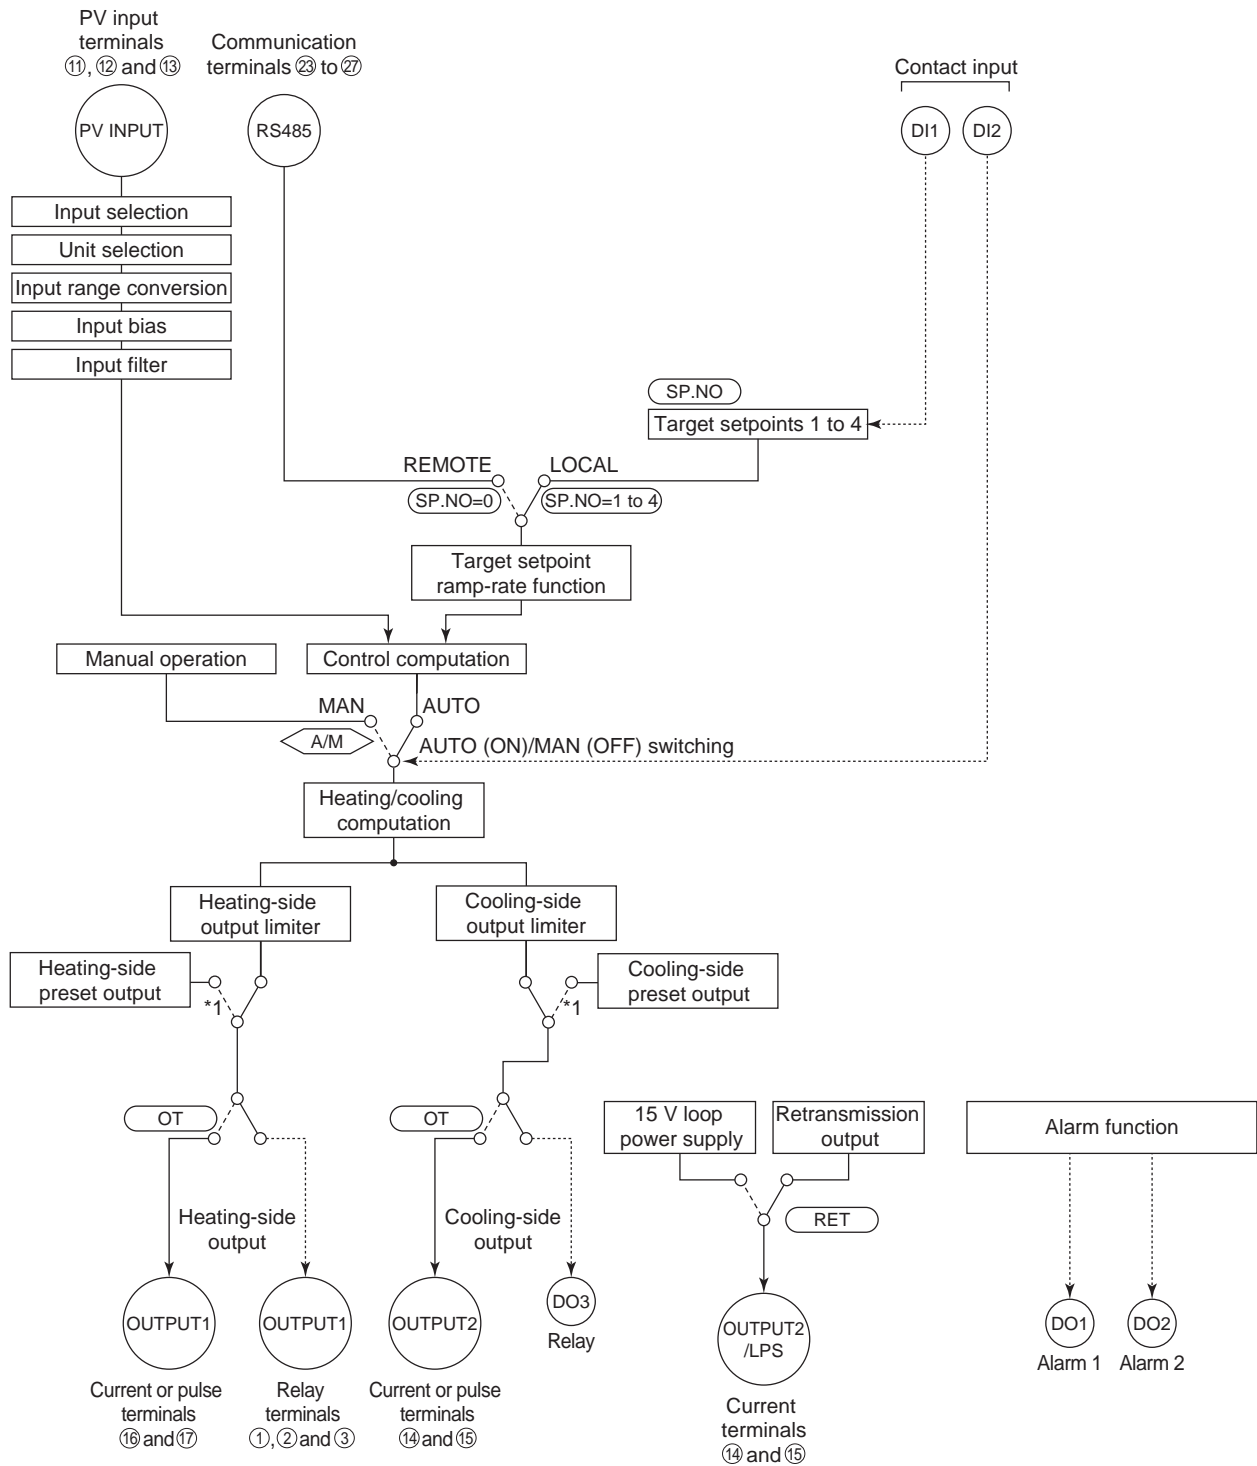 PV input
terminals
⑪, ⑫ and ⑬
Communication
terminals ㉓ to ㉗
Contact input
PV INPUT
RS485
DI1
DI2
Input selection
Unit selection
Input range conversion
Input bias
Input filter
SP.NO
Target setpoints 1 to 4
REMOTE
LOCAL
SP.NO=0
SP.NO=1 to 4
Target setpoint
ramp-rate function
Manual operation
Control computation
MAN
AUTO
A/M
AUTO (ON)/MAN (OFF) switching
Heating/cooling
computation
Heating-side
output limiter
Cooling-side
output limiter
Heating-side
preset output
*1
*1
Cooling-side
preset output
OT
OT
15 V loop
power supply
Retransmission
output
Alarm function
RET
Heating-side
output
Cooling-side
output
OUTPUT1
OUTPUT1
OUTPUT2
DO3
Relay
OUTPUT2
/LPS
DO1
DO2
Alarm 1
Alarm 2
Current or pulse
terminals
⑯ and ⑰
Relay
terminals
①, ② and ③
Current or pulse
terminals
⑭ and ⑮
Current
terminals
⑭ and ⑮